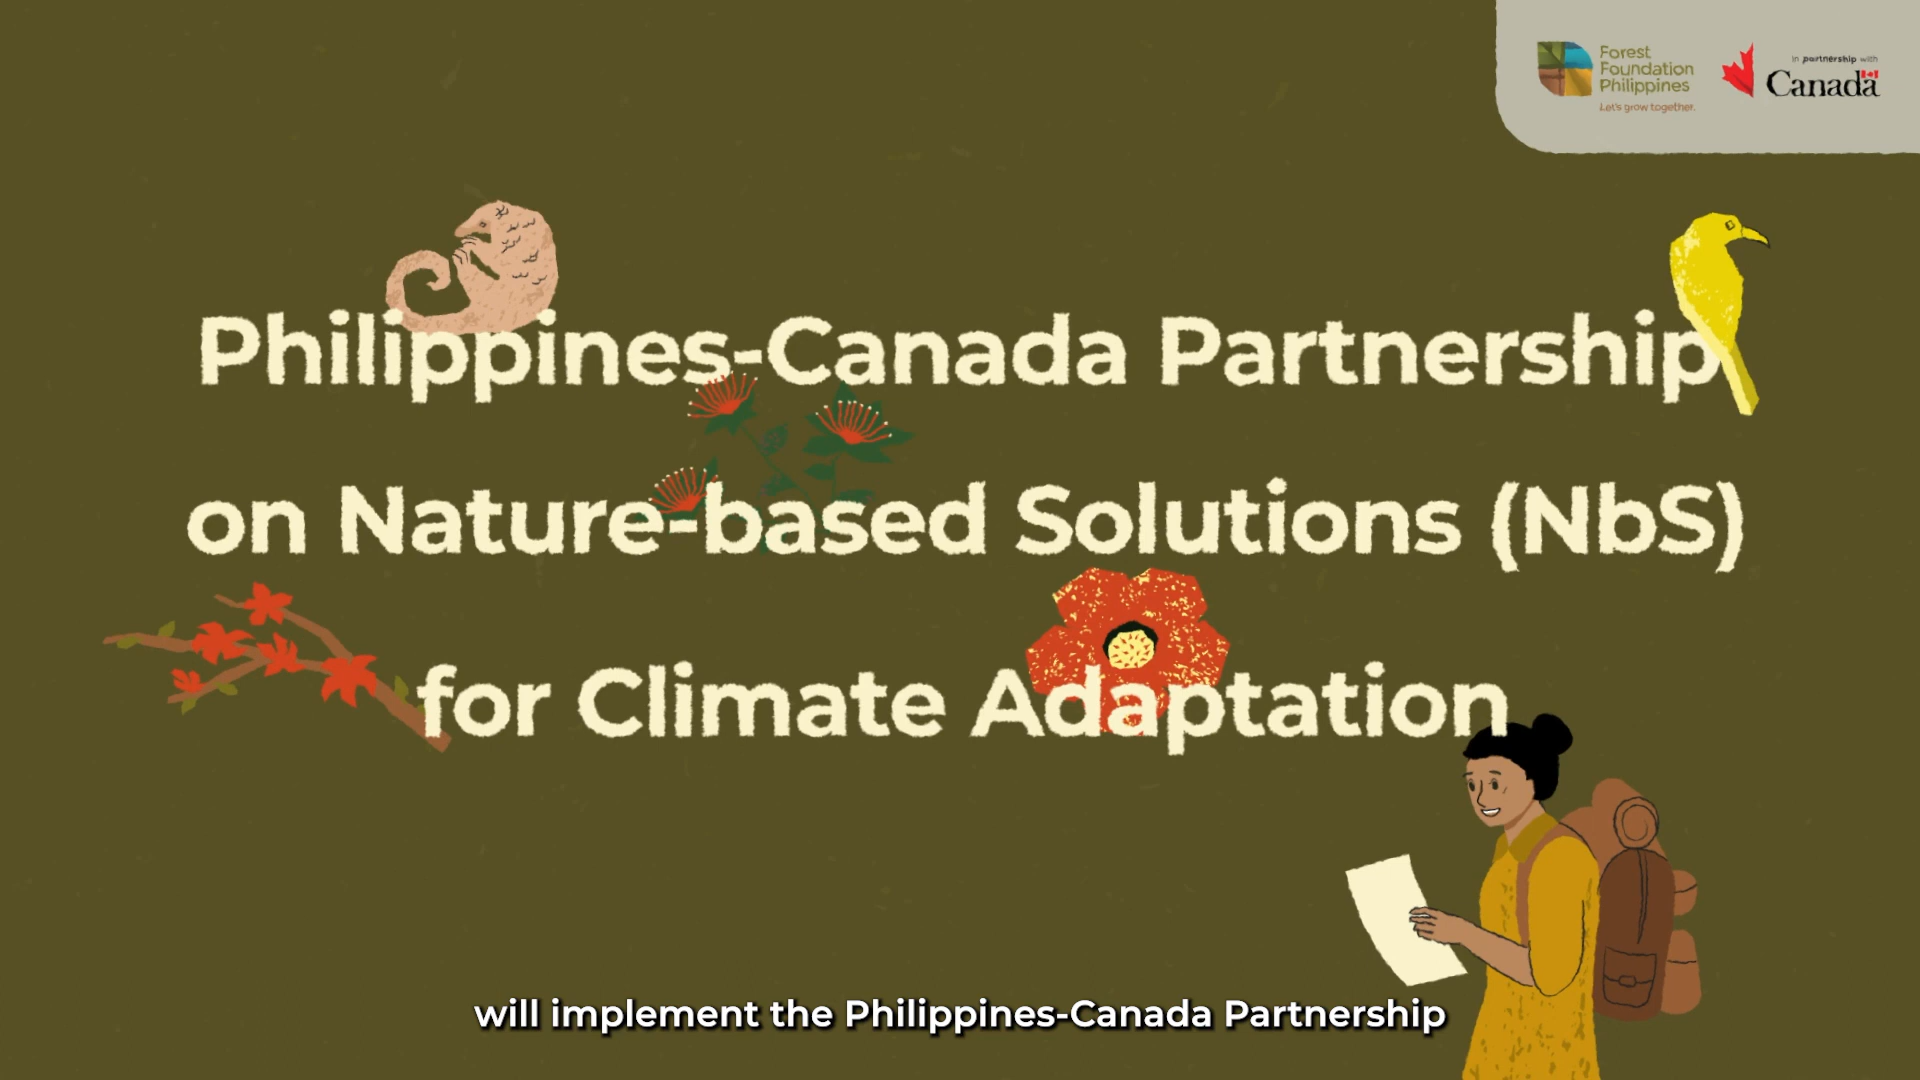 Forest
Foundation
Philippines
Let's grow together.
in partnership with
Canada
Philippines-Canada Partnership
on Nature-based Solutions (NbS)
for Climate Adaptation
will implement the Philippines-Canada Partnership